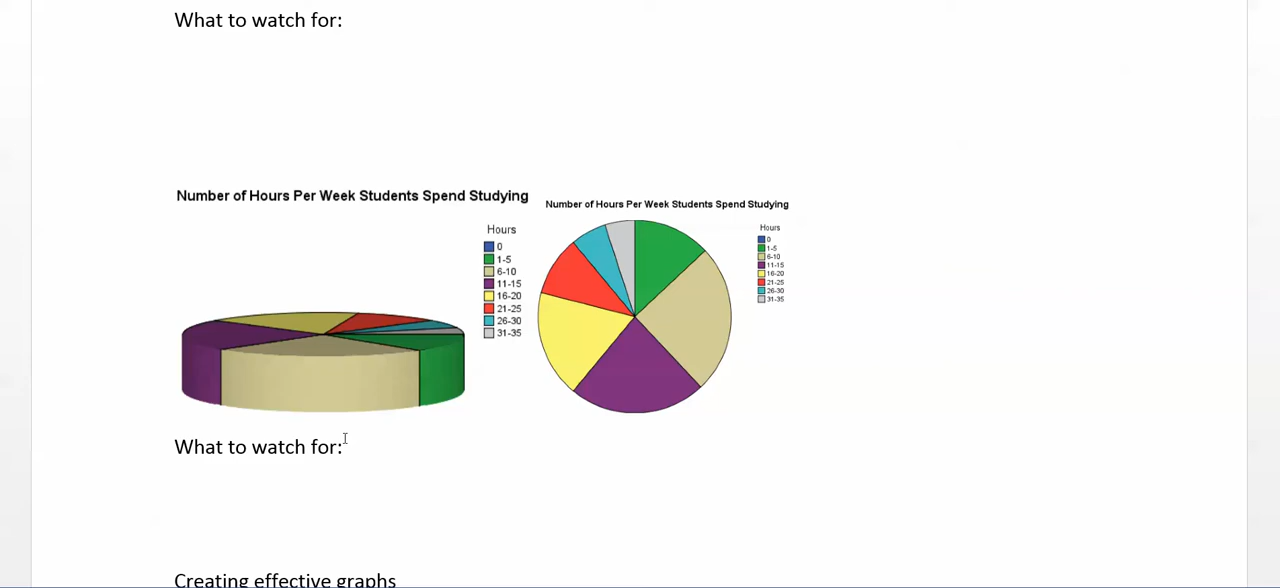 What to watch for:
Number of Hours Per Week Students Spend Studying
Hours
0
1-5
6-10
11-15
16-20
21-25
26-30
31-35
Number of Hours Per Week Students Spend Studying
Hours
0
1-5
6-10
11-15
16-20
21-25
26-30
31-35
What to watch for:
Creating effective graphs